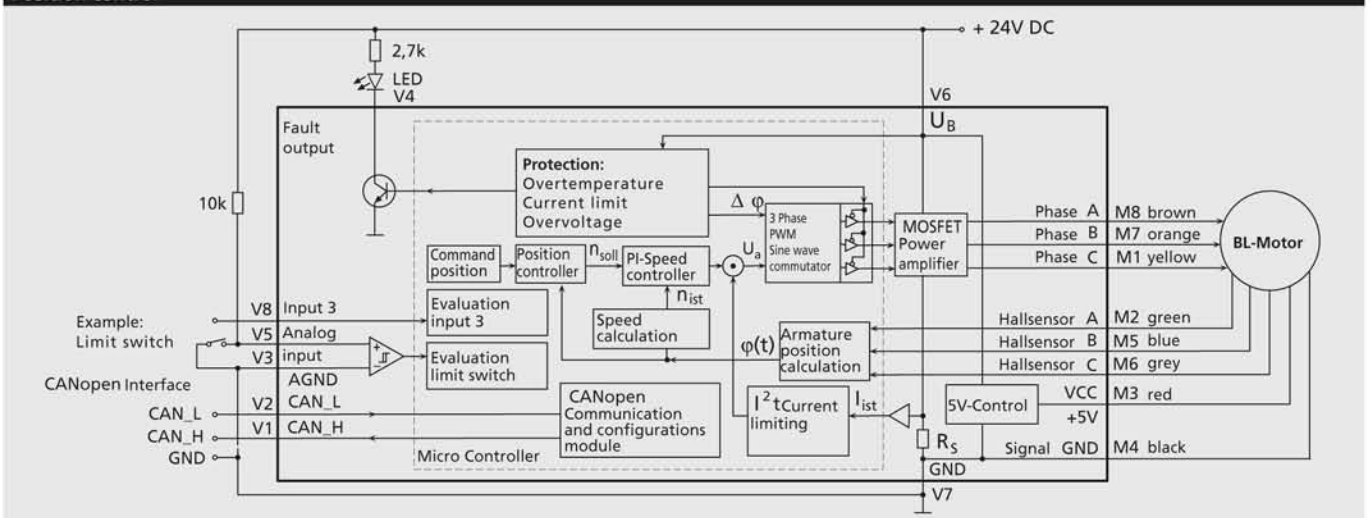 + 24V DC
2,7k
LED
V4
V6
Fault
output
U_B
10k
Protection:
Overtemperature
Current limit
Overvoltage
Δ φ
3 Phase
PWM
Sine wave
commutator
MOSFET
Power
amplifier
Phase A M8 brown
Phase B M7 orange
Phase C M1 yellow
BL-Motor
Command
position
Position
controller
n_soll
PI-Speed
controller
U_a
n_ist
V8 Input 3
Evaluation
input 3
Speed
calculation
Example:
Limit switch
V5 Analog
V3 input
AGND
+
−
Evaluation
limit switch
φ(t)
Armature
position
calculation
Hallsensor A M2 green
Hallsensor B M5 blue
Hallsensor C M6 grey
CANopen Interface
CAN_L V2 CAN_L
CAN_H V1 CAN_H
GND
CANopen
Communication
and configurations
module
I²t Current
limiting
I_ist
5V-Control
VCC M3 red
+5V
R_S
Micro Controller
GND
Signal GND M4 black
V7